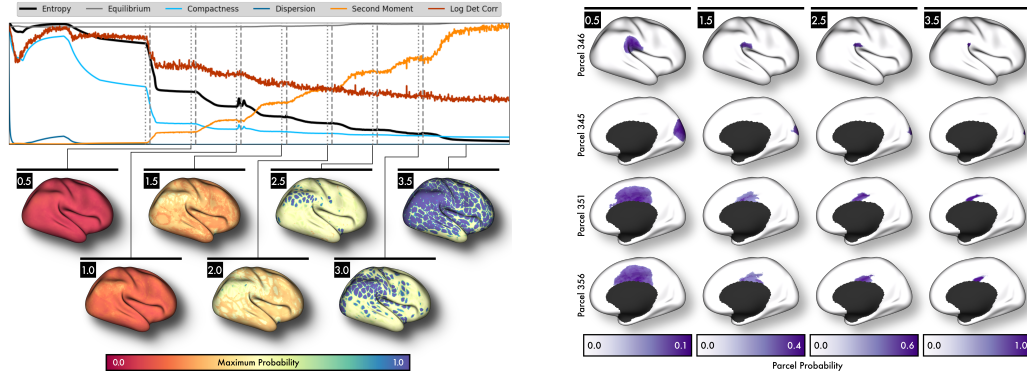 Entropy Equilibrium Compactness Dispersion Second Moment Log Det Corr
0.5
1.5
2.5
3.5
1.0
2.0
3.0
0.0 Maximum Probability 1.0
0.5 1.5 2.5 3.5
Parcel 346
Parcel 345
Parcel 351
Parcel 356
0.0 0.1 0.0 0.4 0.0 0.6 0.0 1.0
Parcel Probability